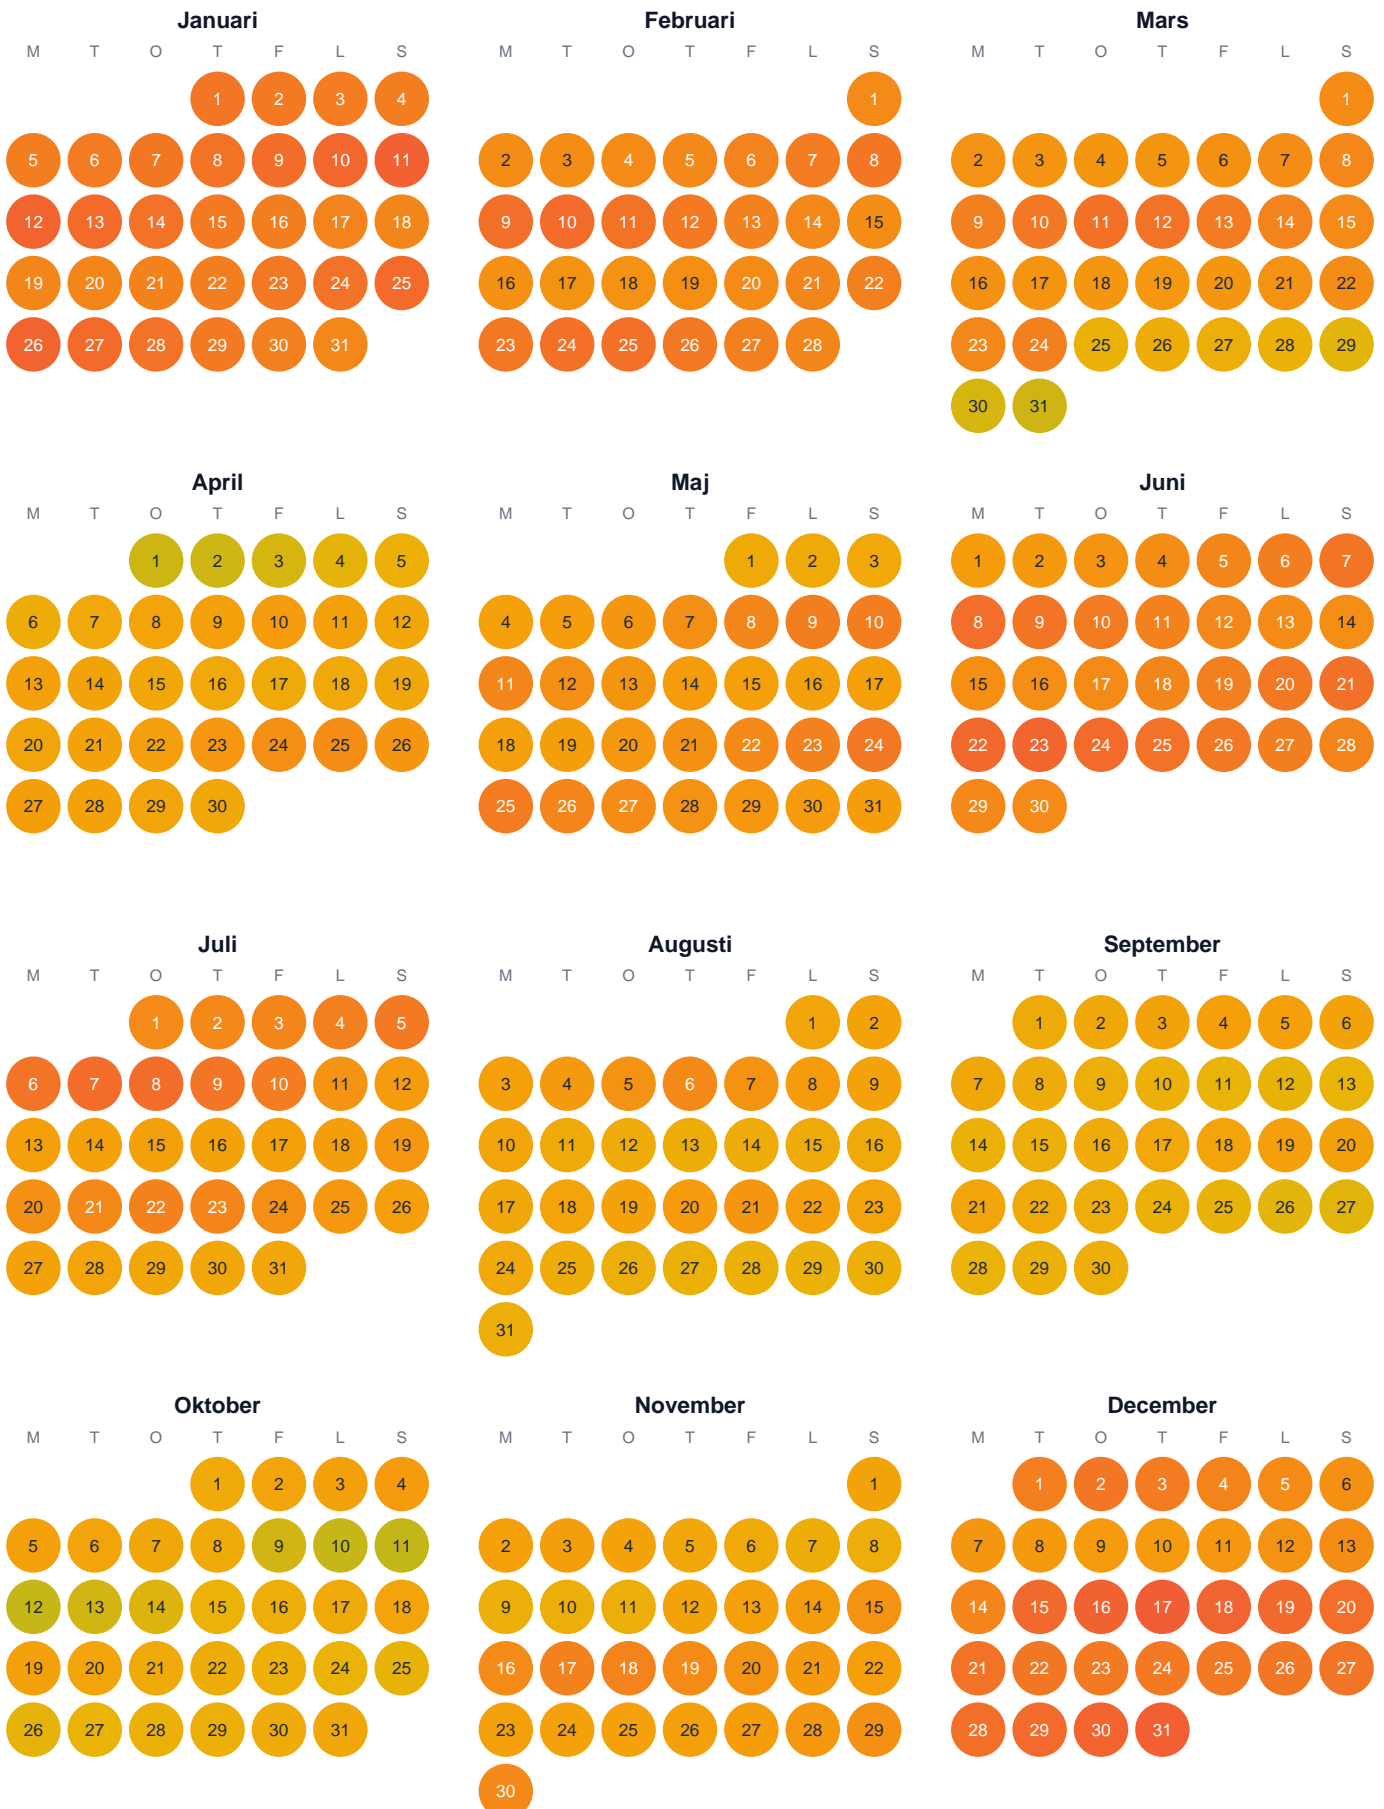 Januari Februari Mars
M T O T F L S M T O T F L S M T O T F L S
1 2 3 4 1 1
5 6 7 8 9 10 11 2 3 4 5 6 7 8 2 3 4 5 6 7 8
12 13 14 15 16 17 18 9 10 11 12 13 14 15 9 10 11 12 13 14 15
19 20 21 22 23 24 25 16 17 18 19 20 21 22 16 17 18 19 20 21 22
26 27 28 29 30 31 23 24 25 26 27 28 23 24 25 26 27 28 29
30 31
April Maj Juni
M T O T F L S M T O T F L S M T O T F L S
1 2 3 4 5 1 2 3 1 2 3 4 5 6 7
6 7 8 9 10 11 12 4 5 6 7 8 9 10 8 9 10 11 12 13 14
13 14 15 16 17 18 19 11 12 13 14 15 16 17 15 16 17 18 19 20 21
20 21 22 23 24 25 26 18 19 20 21 22 23 24 22 23 24 25 26 27 28
27 28 29 30 25 26 27 28 29 30 31 29 30
Juli Augusti September
M T O T F L S M T O T F L S M T O T F L S
1 2 3 4 5 1 2 1 2 3 4 5 6
6 7 8 9 10 11 12 3 4 5 6 7 8 9 7 8 9 10 11 12 13
13 14 15 16 17 18 19 10 11 12 13 14 15 16 14 15 16 17 18 19 20
20 21 22 23 24 25 26 17 18 19 20 21 22 23 21 22 23 24 25 26 27
27 28 29 30 31 24 25 26 27 28 29 30 28 29 30
31
Oktober November December
M T O T F L S M T O T F L S M T O T F L S
1 2 3 4 1 1 2 3 4 5 6
5 6 7 8 9 10 11 2 3 4 5 6 7 8 7 8 9 10 11 12 13
12 13 14 15 16 17 18 9 10 11 12 13 14 15 14 15 16 17 18 19 20
19 20 21 22 23 24 25 16 17 18 19 20 21 22 21 22 23 24 25 26 27
26 27 28 29 30 31 23 24 25 26 27 28 29 28 29 30 31
30